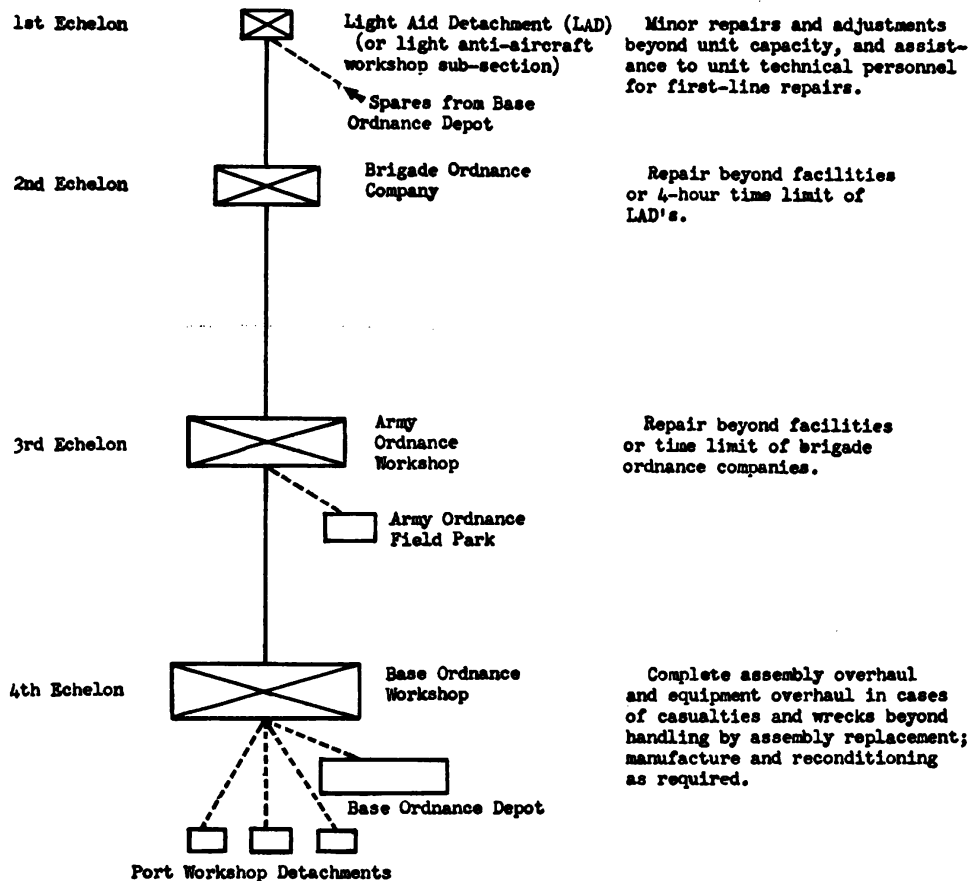 1st Echelon
Light Aid Detachment (LAD)
(or light anti-aircraft
workshop sub-section)
Minor repairs and adjustments
beyond unit capacity, and assist-
ance to unit technical personnel
for first-line repairs.
Spares from Base
Ordnance Depot
2nd Echelon
Brigade Ordnance
Company
Repair beyond facilities
or 4-hour time limit of
LAD's.
3rd Echelon
Army
Ordnance
Workshop
Repair beyond facilities
or time limit of brigade
ordnance companies.
Army Ordnance
Field Park
4th Echelon
Base Ordnance
Workshop
Complete assembly overhaul
and equipment overhaul in cases
of casualties and wrecks beyond
handling by assembly replacement;
manufacture and reconditioning
as required.
Base Ordnance Depot
Port Workshop Detachments